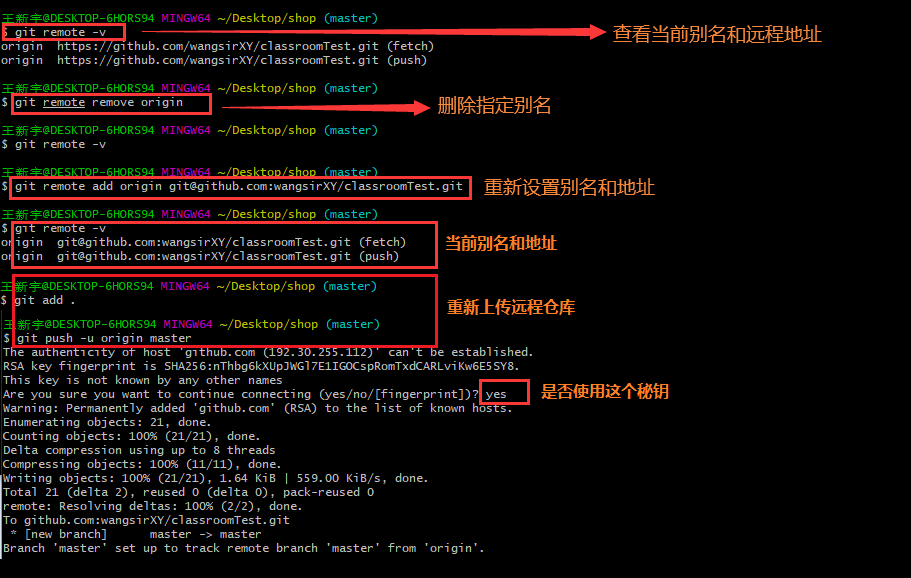 王新宇@DESKTOP-6HORS94 MINGW64 ~/Desktop/shop (master)
$ git remote -v 查看当前别名和远程地址
origin  https://github.com/wangsirXY/classroomTest.git (fetch)
origin  https://github.com/wangsirXY/classroomTest.git (push)
王新宇@DESKTOP-6HORS94 MINGW64 ~/Desktop/shop (master)
$ git remote remove origin 删除指定别名
王新宇@DESKTOP-6HORS94 MINGW64 ~/Desktop/shop (master)
$ git remote -v
王新宇@DESKTOP-6HORS94 MINGW64 ~/Desktop/shop (master)
$ git remote add origin git@github.com:wangsirXY/classroomTest.git 重新设置别名和地址
王新宇@DESKTOP-6HORS94 MINGW64 ~/Desktop/shop (master)
$ git remote -v
origin  git@github.com:wangsirXY/classroomTest.git (fetch) 当前别名和地址
origin  git@github.com:wangsirXY/classroomTest.git (push)
王新宇@DESKTOP-6HORS94 MINGW64 ~/Desktop/shop (master)
$ git add . 重新上传远程仓库
王新宇@DESKTOP-6HORS94 MINGW64 ~/Desktop/shop (master)
$ git push -u origin master
The authenticity of host 'github.com (192.30.255.112)' can't be established.
RSA key fingerprint is SHA256:nThbg6kXUpJWGl7E1IGOCspRomTxdCARLviKw6E5SY8.
This key is not known by any other names
Are you sure you want to continue connecting (yes/no/[fingerprint])? yes 是否使用这个秘钥
Warning: Permanently added 'github.com' (RSA) to the list of known hosts.
Enumerating objects: 21, done.
Counting objects: 100% (21/21), done.
Delta compression using up to 8 threads
Compressing objects: 100% (11/11), done.
Writing objects: 100% (21/21), 1.64 KiB | 559.00 KiB/s, done.
Total 21 (delta 2), reused 0 (delta 0), pack-reused 0
remote: Resolving deltas: 100% (2/2), done.
To github.com:wangsirXY/classroomTest.git
 * [new branch]      master -> master
Branch 'master' set up to track remote branch 'master' from 'origin'.